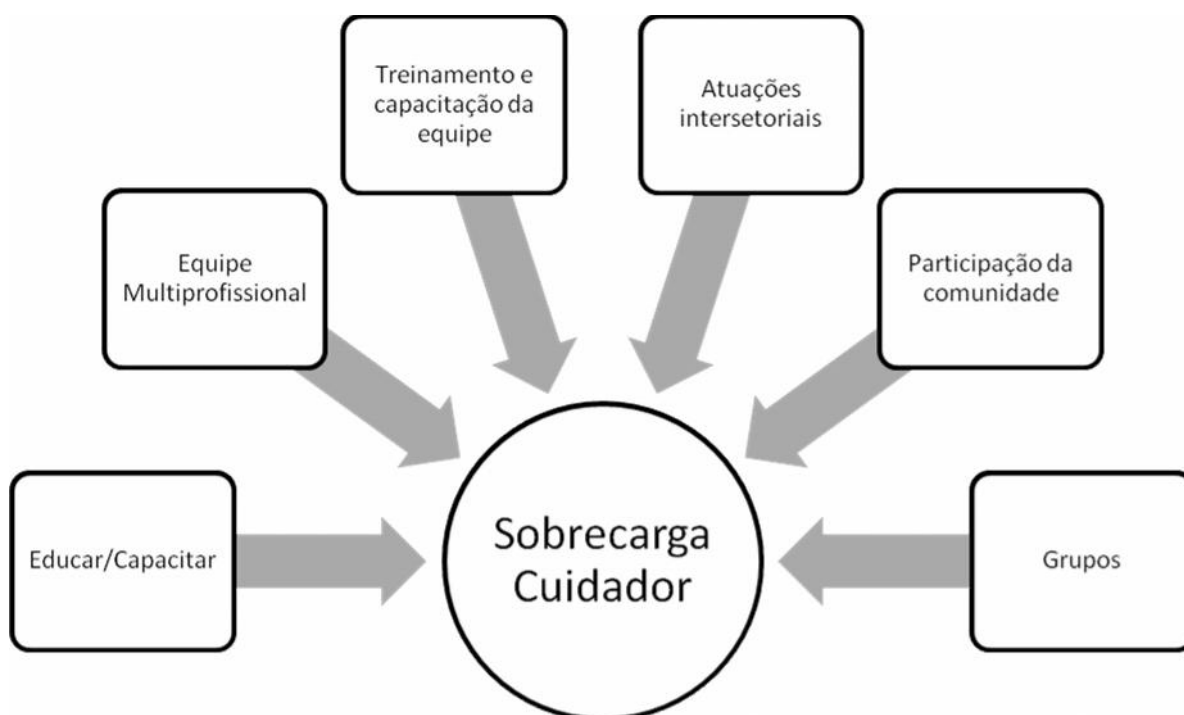 Treinamento e
capacitação da
equipe
Atuações
intersetoriais
Equipe
Multiprofissional
Participação da
comunidade
Educar/Capacitar
Sobrecarga
Cuidador
Grupos